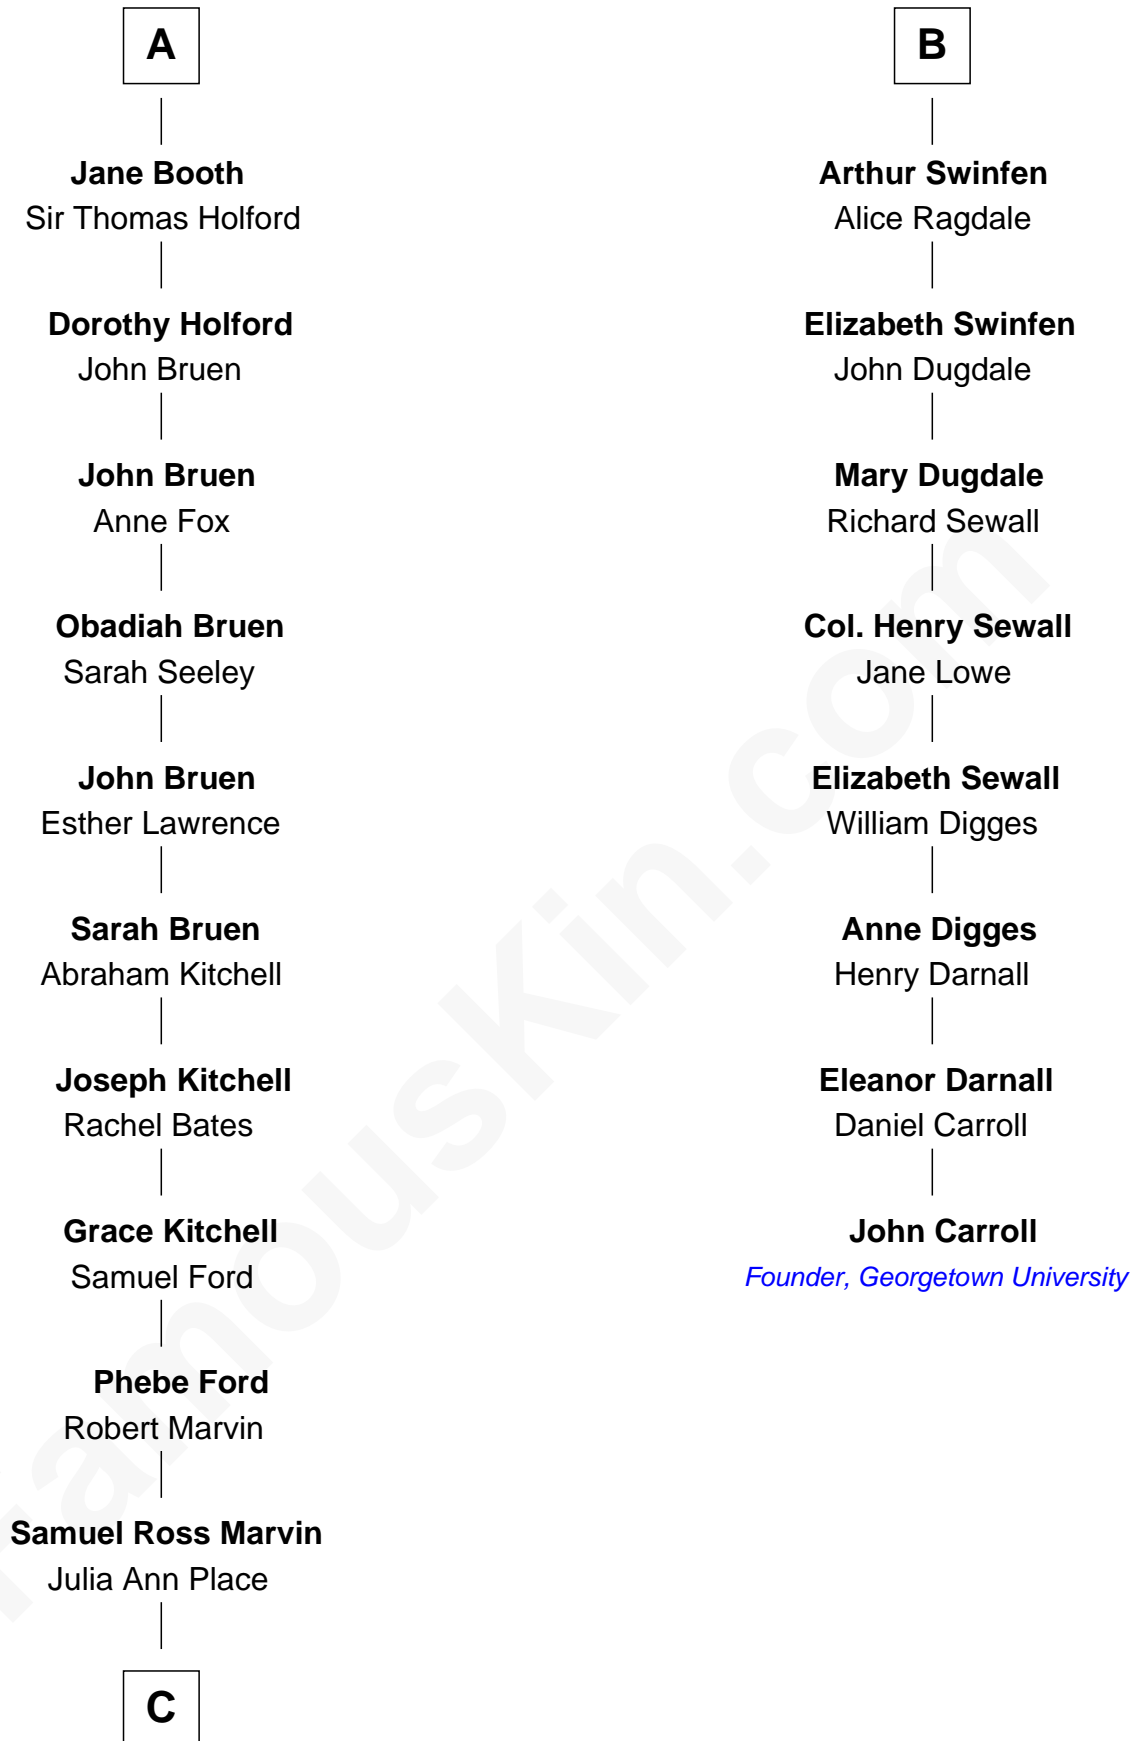 A
Jane Booth
Sir Thomas Holford
Dorothy Holford
John Bruen
John Bruen
Anne Fox
Obadiah Bruen
Sarah Seeley
John Bruen
Esther Lawrence
Sarah Bruen
Abraham Kitchell
Joseph Kitchell
Rachel Bates
Grace Kitchell
Samuel Ford
Phebe Ford
Robert Marvin
Samuel Ross Marvin
Julia Ann Place
C
B
Arthur Swinfen
Alice Ragdale
Elizabeth Swinfen
John Dugdale
Mary Dugdale
Richard Sewall
Col. Henry Sewall
Jane Lowe
Elizabeth Sewall
William Digges
Anne Digges
Henry Darnall
Eleanor Darnall
Daniel Carroll
John Carroll
Founder, Georgetown University
FamousKin.com